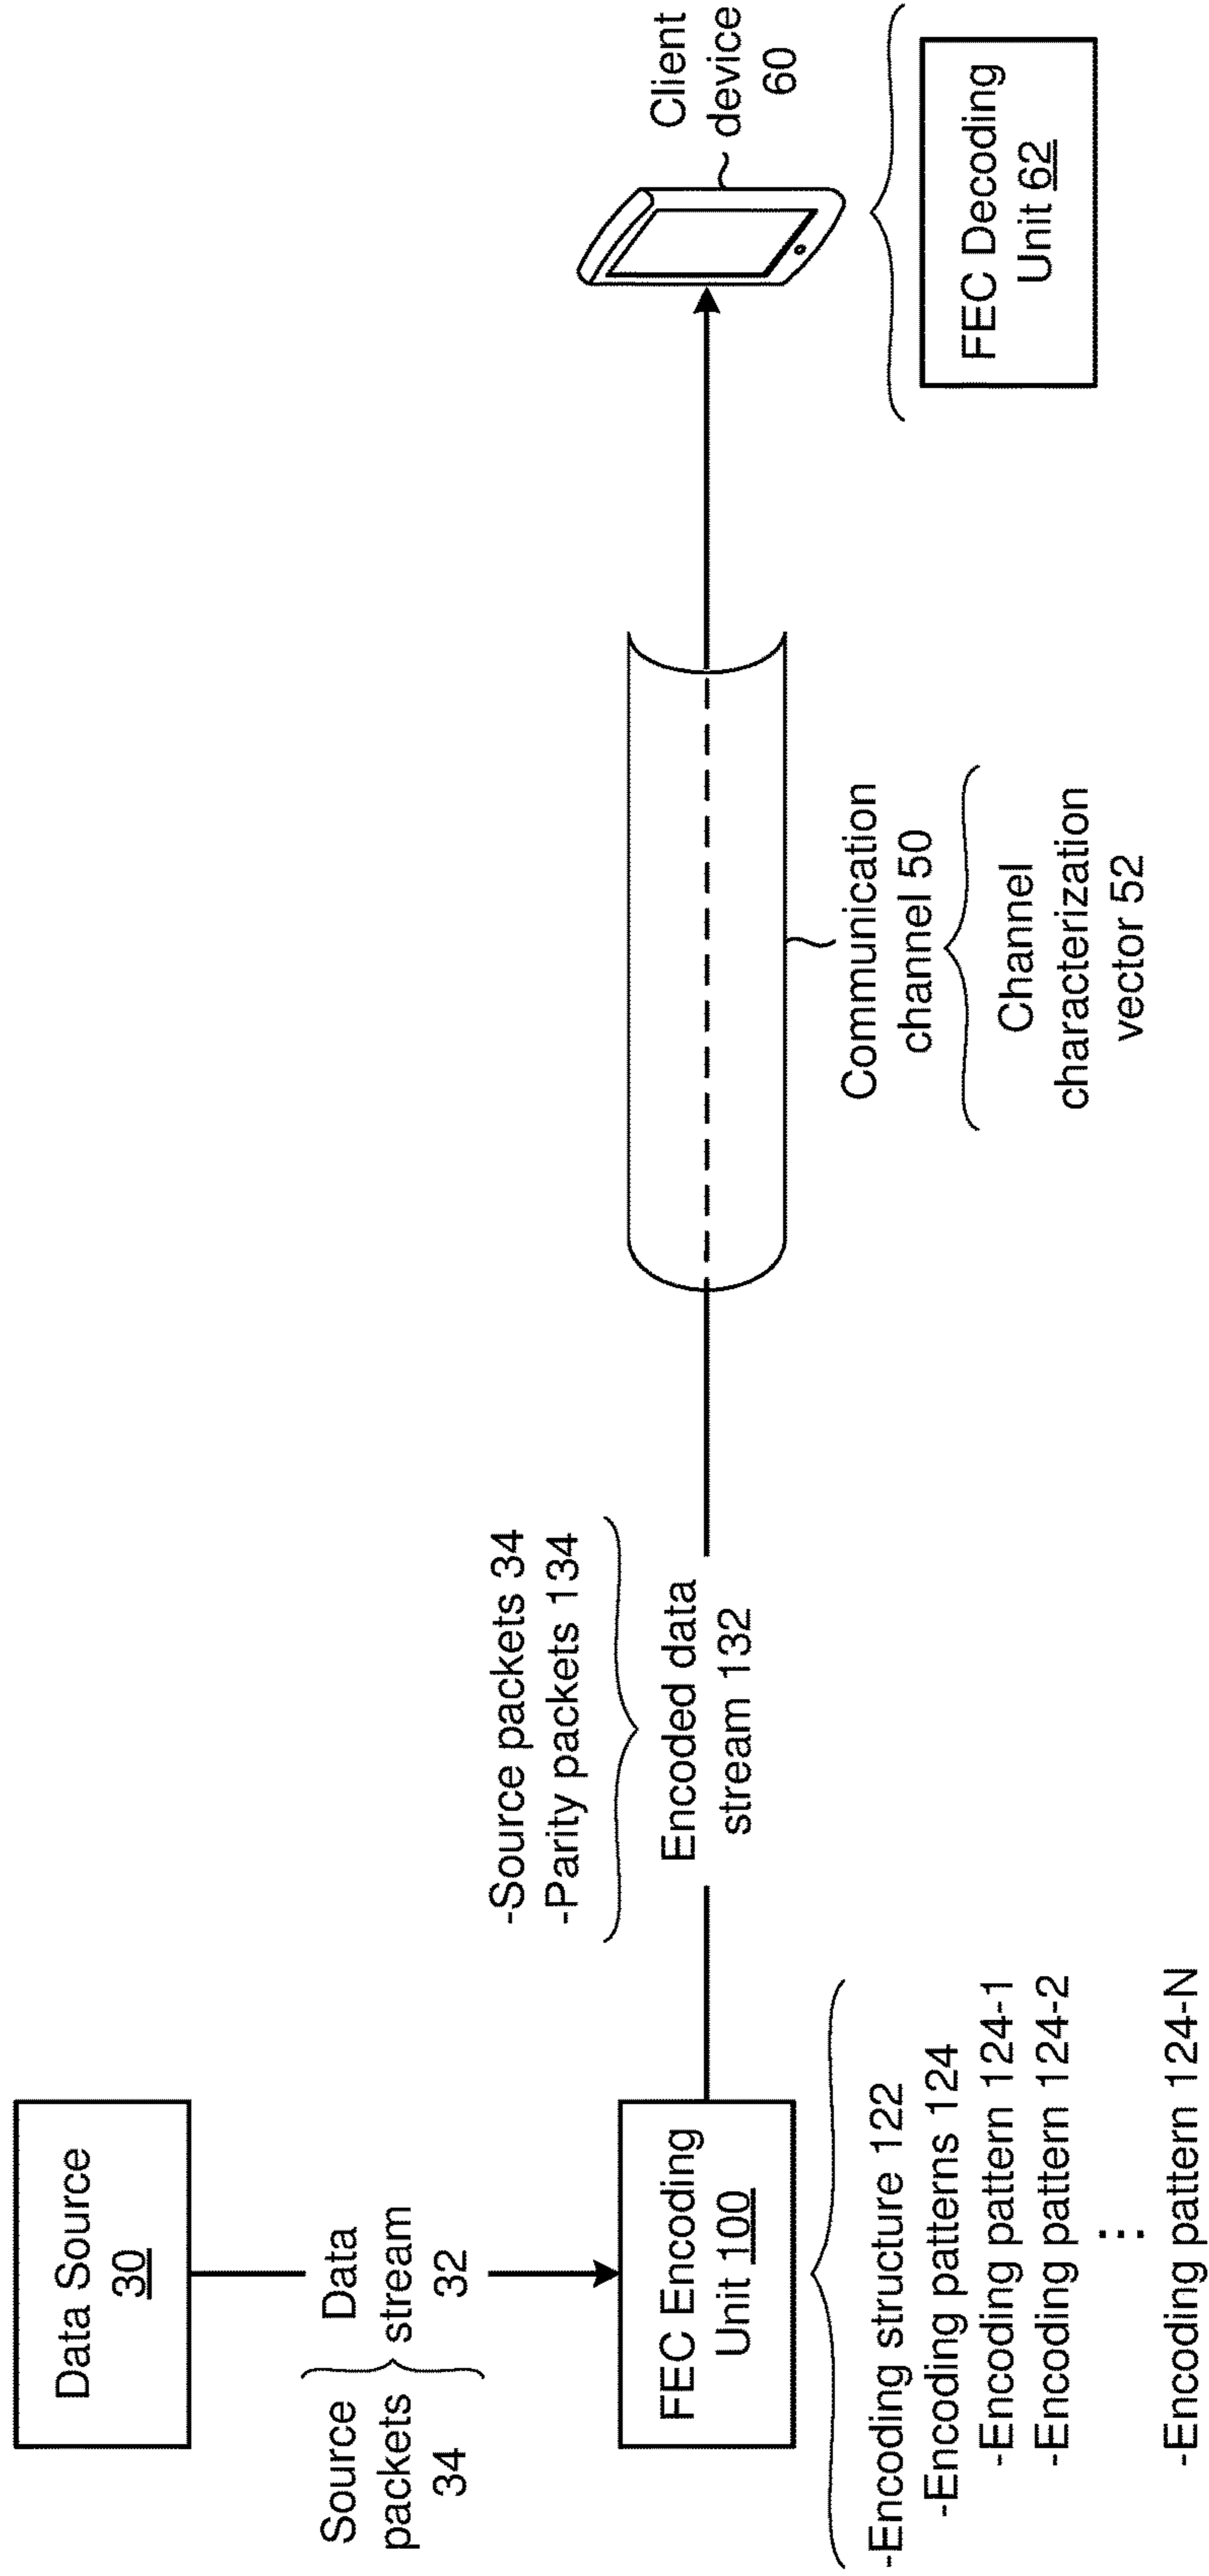 Data Source
30
Source
packets
34
Data
stream
32
FEC Encoding
Unit 100
-Encoding structure 122
-Encoding patterns 124
-Encoding pattern 124-1
-Encoding pattern 124-2
⋮
-Encoding pattern 124-N
-Source packets 34
-Parity packets 134
Encoded data
stream 132
Communication
channel 50
Channel
characterization
vector 52
Client
device
60
FEC Decoding
Unit 62